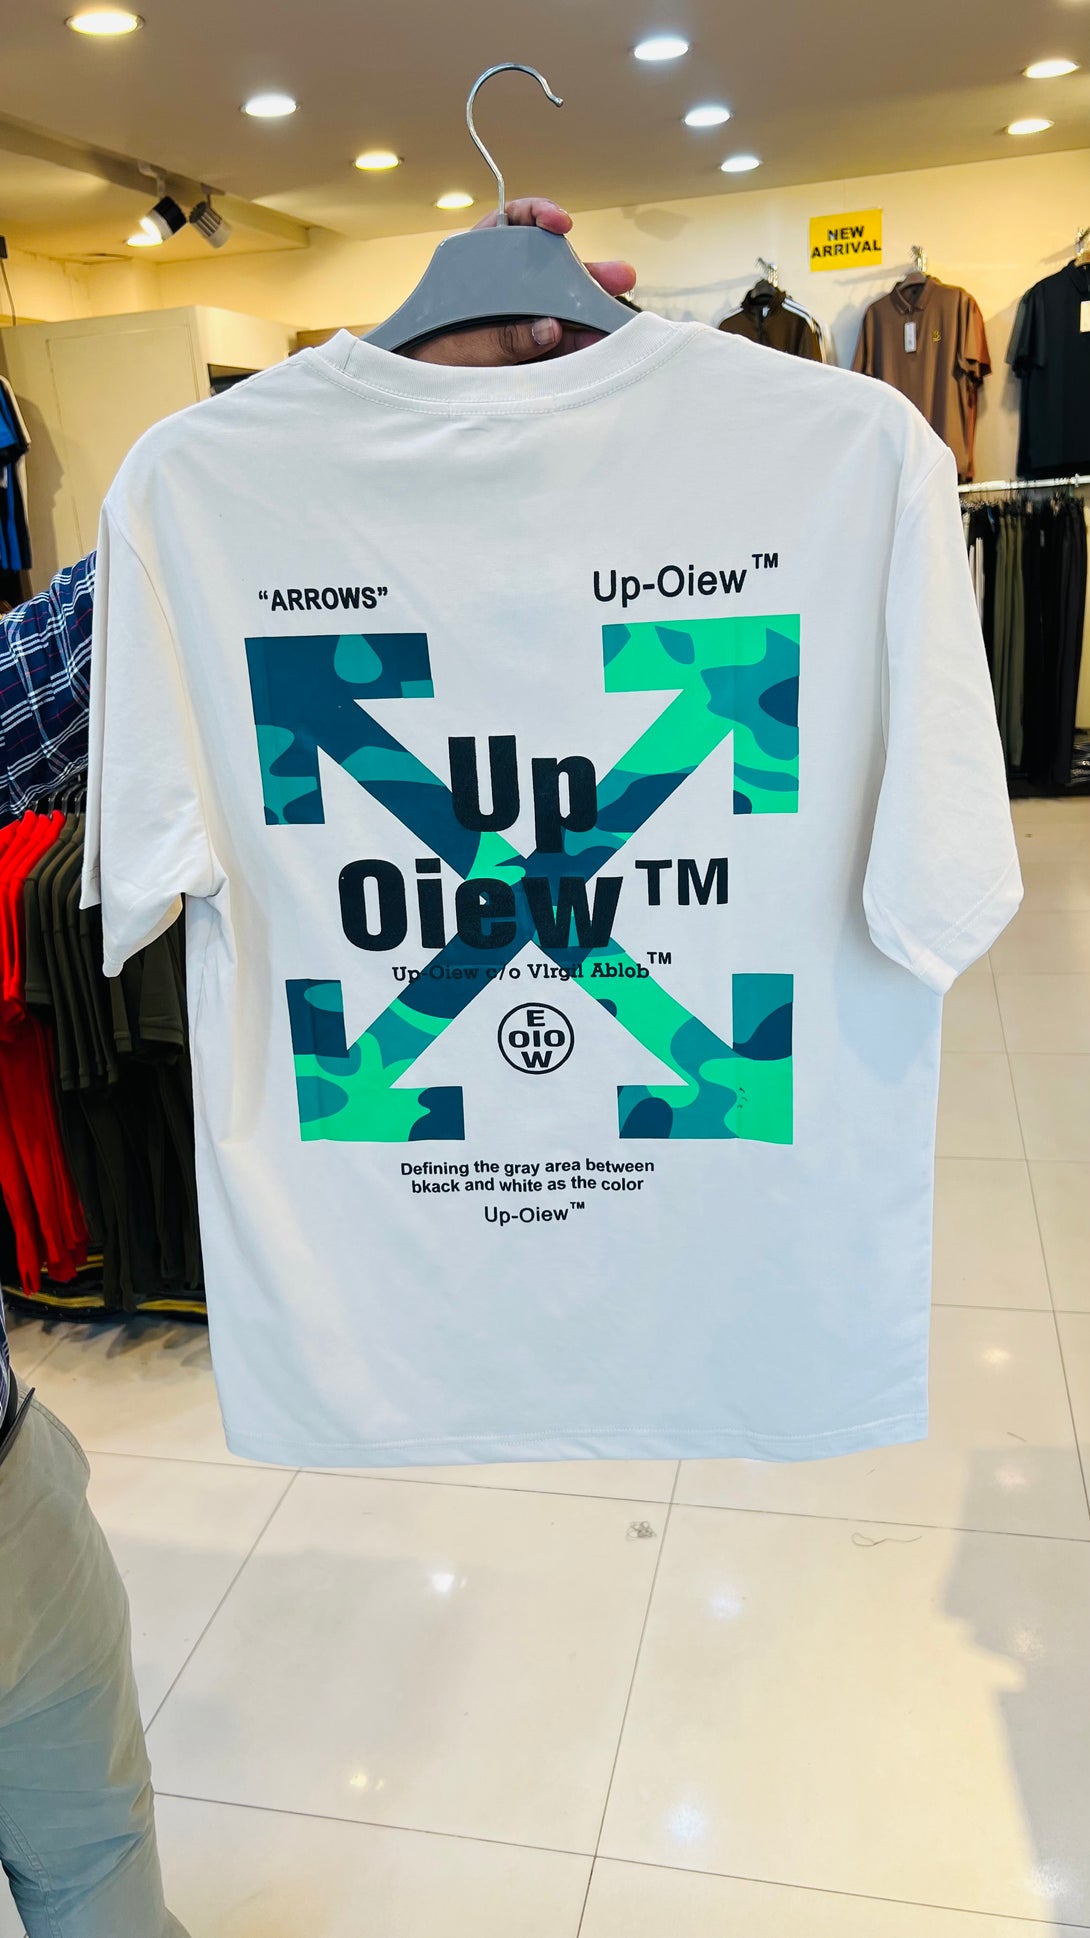 NEW
ARRIVAL
“ARROWS”
Up-Oiew™
Up
Oiew™
Up-Oiew c/o Vlrgil Ablob™
E
OIO
W
Defining the gray area between
bkack and white as the color
Up-Oiew™